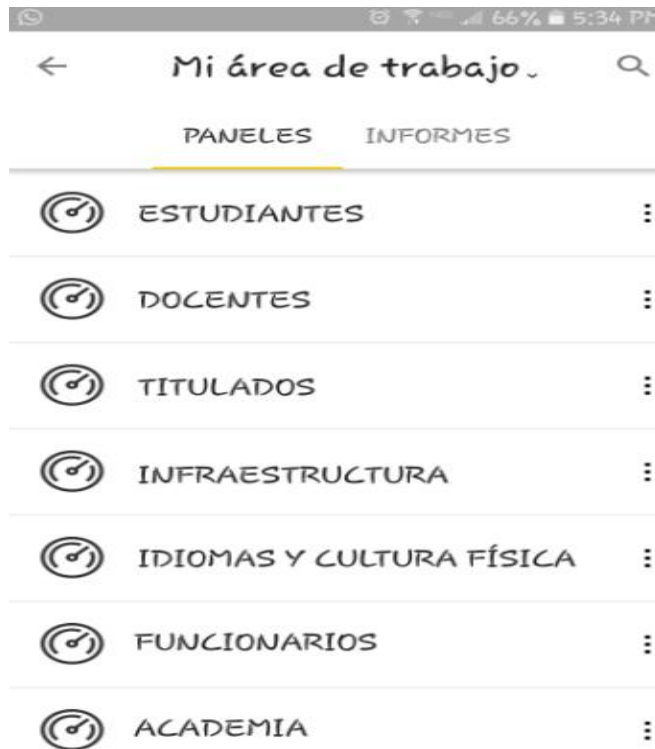 66% 5:34 PM
Mi área de trabajo
PANELES INFORMES
ESTUDIANTES
DOCENTES
TITULADOS
INFRAESTRUCTURA
IDIOMAS Y CULTURA FÍSICA
FUNCIONARIOS
ACADEMIA